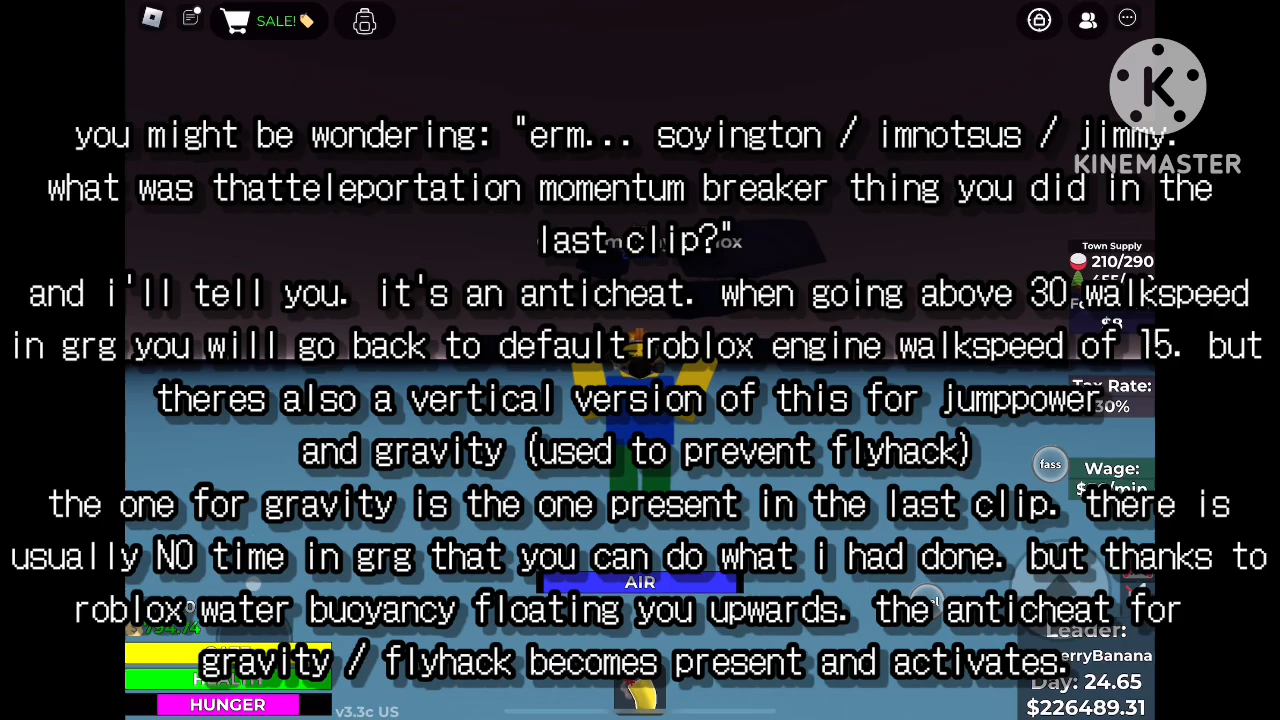 SALE!
you might be wondering: "erm... soyington / imnotsus / jimmy.
KINEMASTER
what was thatteleportation momentum breaker thing you did in the
last clip?"
Town Supply
210/290
and i'll tell you. it's an anticheat. when going above 30 walkspeed
in grg you will go back to default roblox engine walkspeed of 15. but
Tax Rate:
30%
theres also a vertical version of this for jumppower
and gravity (used to prevent flyhack)
fass
Wage:
the one for gravity is the one present in the last clip. there is
usually NO time in grg that you can do what i had done. but thanks to
AIR
roblox water buoyancy floating you upwards. the anticheat for
Leader:
gravity / flyhack becomes present and activates.
erryBanana
Day: 24.65
HUNGER
v3.3c US
$226489.31